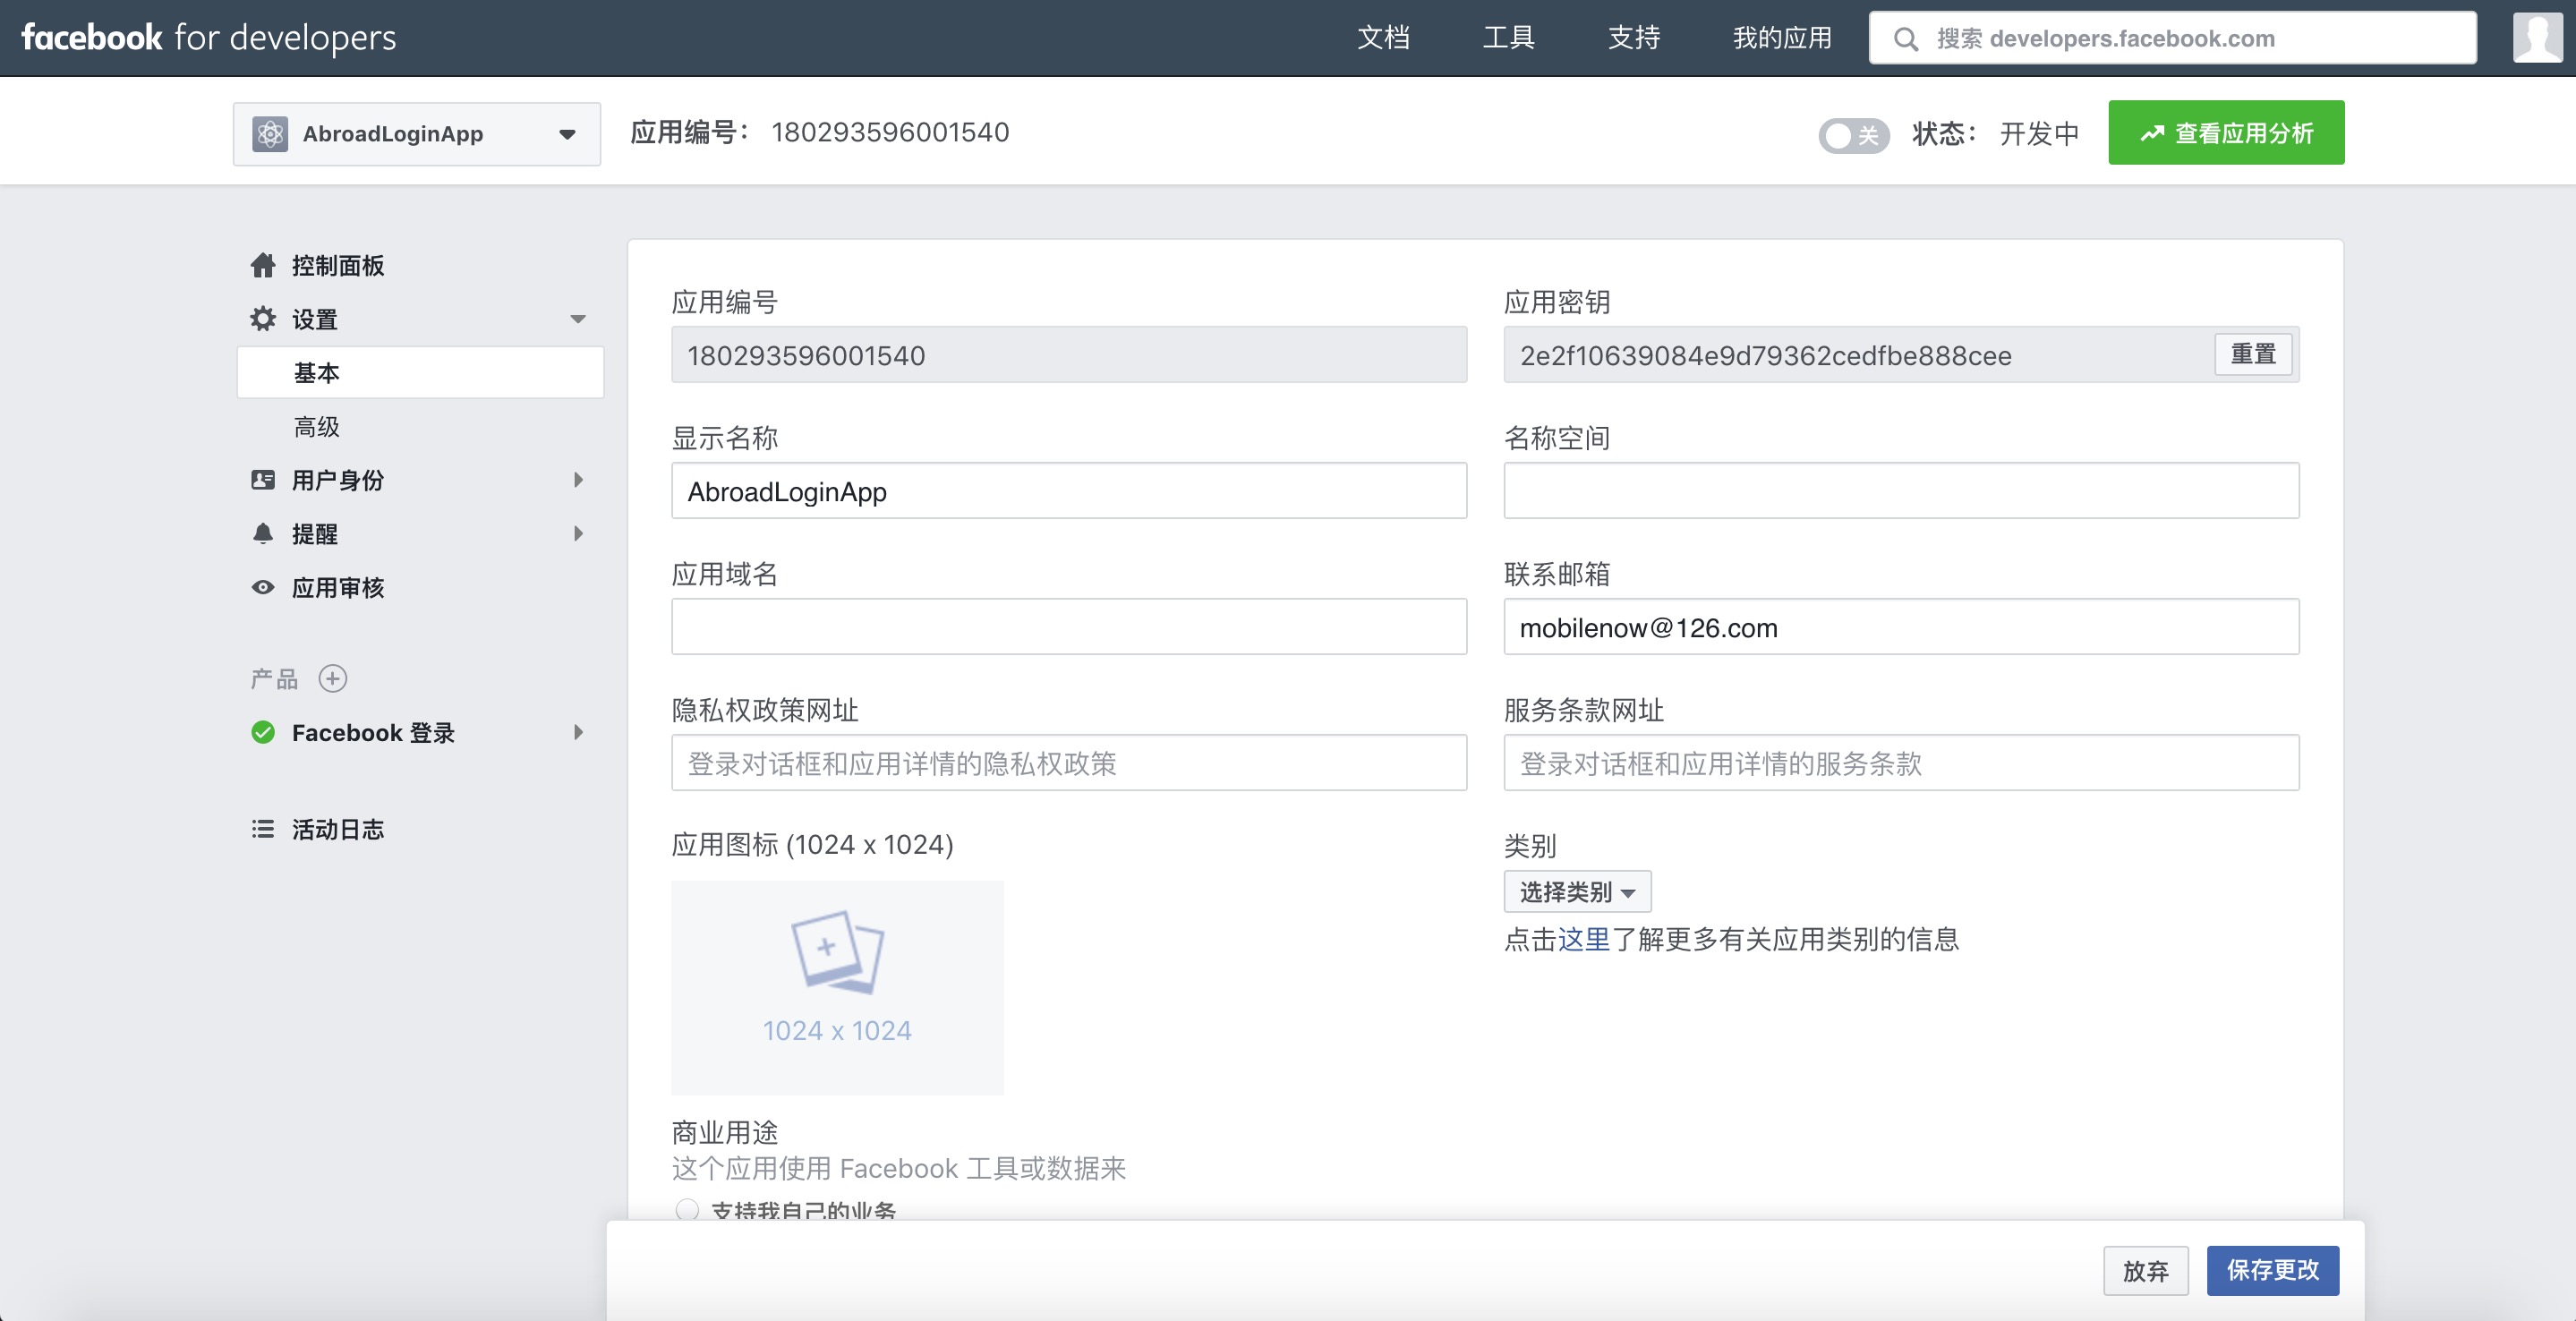 facebook for developers
文档
工具
支持
我的应用
搜索 developers.facebook.com
AbroadLoginApp
应用编号： 180293596001540
关
状态： 开发中
查看应用分析
控制面板
设置
基本
高级
用户身份
提醒
应用审核
产品
Facebook 登录
活动日志
应用编号
180293596001540
应用密钥
2e2f10639084e9d79362cedfbe888cee
重置
显示名称
AbroadLoginApp
名称空间
应用域名
联系邮箱
mobilenow@126.com
隐私权政策网址
登录对话框和应用详情的隐私权政策
服务条款网址
登录对话框和应用详情的服务条款
应用图标 (1024 x 1024)
1024 x 1024
类别
选择类别
点击这里了解更多有关应用类别的信息
商业用途
这个应用使用 Facebook 工具或数据来
支持我自己的业务
放弃
保存更改